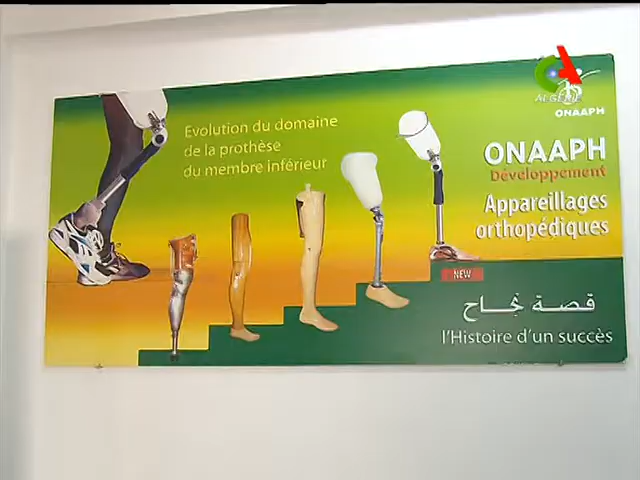 Evolution du domaine
de la prothèse
du membre inférieur
ALGERIE
ONAAPH
ONAAPH
Développement
Appareillages
orthopédiques
NEW
قصة نجاح
l'Histoire d'un succès